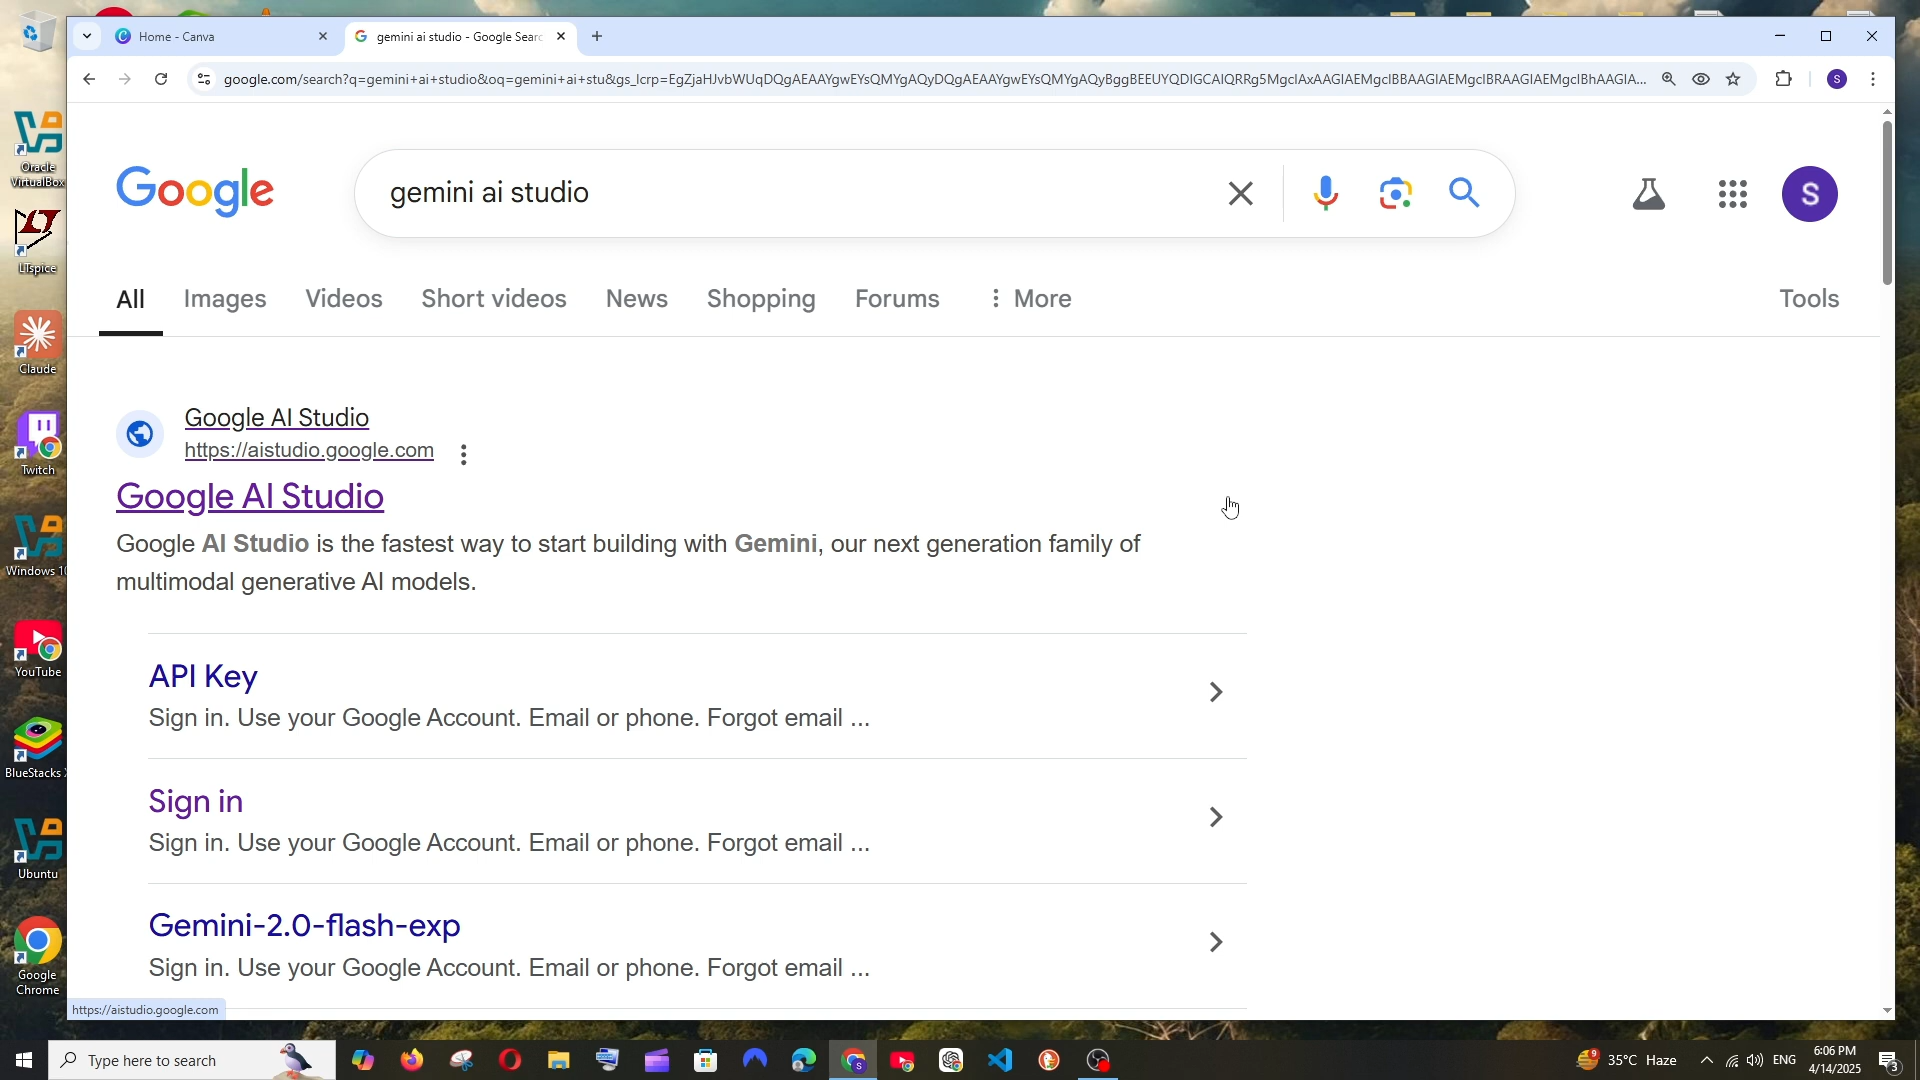 Home - Canva
gemini ai studio - Google Searc
google.com/search?q=gemini+ai+studio&oq=gemini+ai+stu&gs_lcrp=EgZjaHJvbWUqDQgAEAAYgwEYsQMYgAQyDQgAEAAYgwEYsQMYgAQyBggBEEUYQDIGCAIQRRg5MgcIAxAAGIAEMgcIBBAAGIAEMgcIBRAAGIAEMgcIBhAAGIA...
S
Google
gemini ai studio
S
All
Images
Videos
Short videos
News
Shopping
Forums
More
Tools
Google AI Studio
https://aistudio.google.com
Google AI Studio
Google AI Studio is the fastest way to start building with Gemini, our next generation family of
multimodal generative AI models.
API Key
Sign in. Use your Google Account. Email or phone. Forgot email ...
Sign in
Sign in. Use your Google Account. Email or phone. Forgot email ...
Gemini-2.0-flash-exp
Sign in. Use your Google Account. Email or phone. Forgot email ...
https://aistudio.google.com
Oracle
VirtualBox
LTspice
Claude
Twitch
Windows 10
YouTube
BlueStacks X
Ubuntu
Google
Chrome
Type here to search
35°C Haze
ENG
6:06 PM
4/14/2025
3